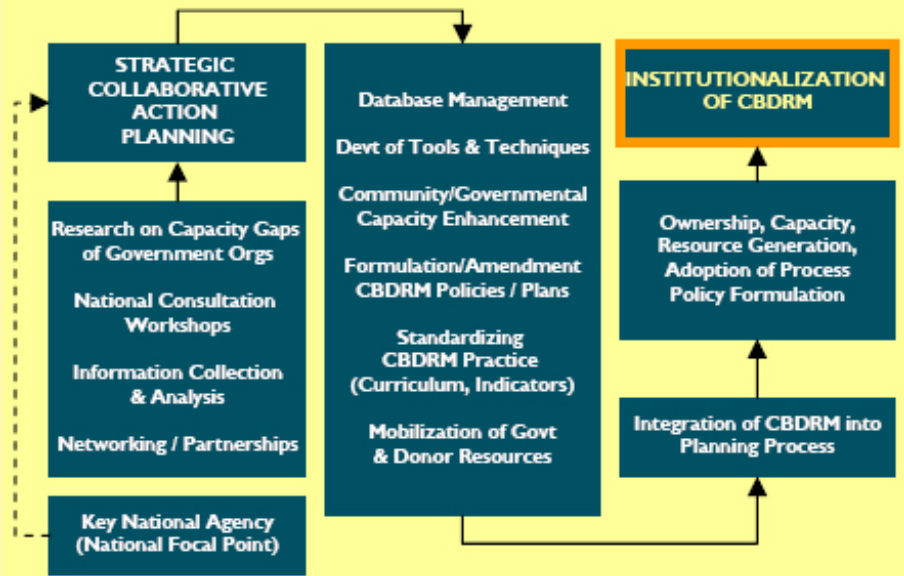 STRATEGIC
COLLABORATIVE
ACTION
PLANNING
Research on Capacity Gaps
of Government Orgs
National Consultation
Workshops
Information Collection
& Analysis
Networking / Partnerships
Key National Agency
(National Focal Point)
Database Management
Devt of Tools & Techniques
Community/Governmental
Capacity Enhancement
Formulation/Amendment
CBDRM Policies / Plans
Standardizing
CBDRM Practice
(Curriculum, Indicators)
Mobilization of Govt
& Donor Resources
INSTITUTIONALIZATION
OF CBDRM
Ownership, Capacity,
Resource Generation,
Adoption of Process
Policy Formulation
Integration of CBDRM into
Planning Process